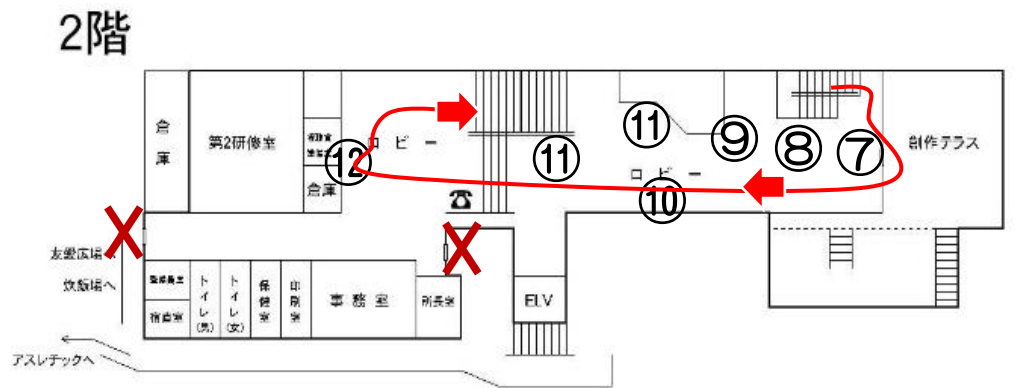 2階
倉庫
第2研修室
倉庫
⑫
ロビー
⑪
⑪
⑨
⑧
⑦
創作テラス
ロビー
⑩
☎
X
X
友愛広場へ
炊飯場へ
宿直室
トイレ(男)
トイレ(女)
保健室
印刷室
事務室
所長室
ELV
アスレチックへ